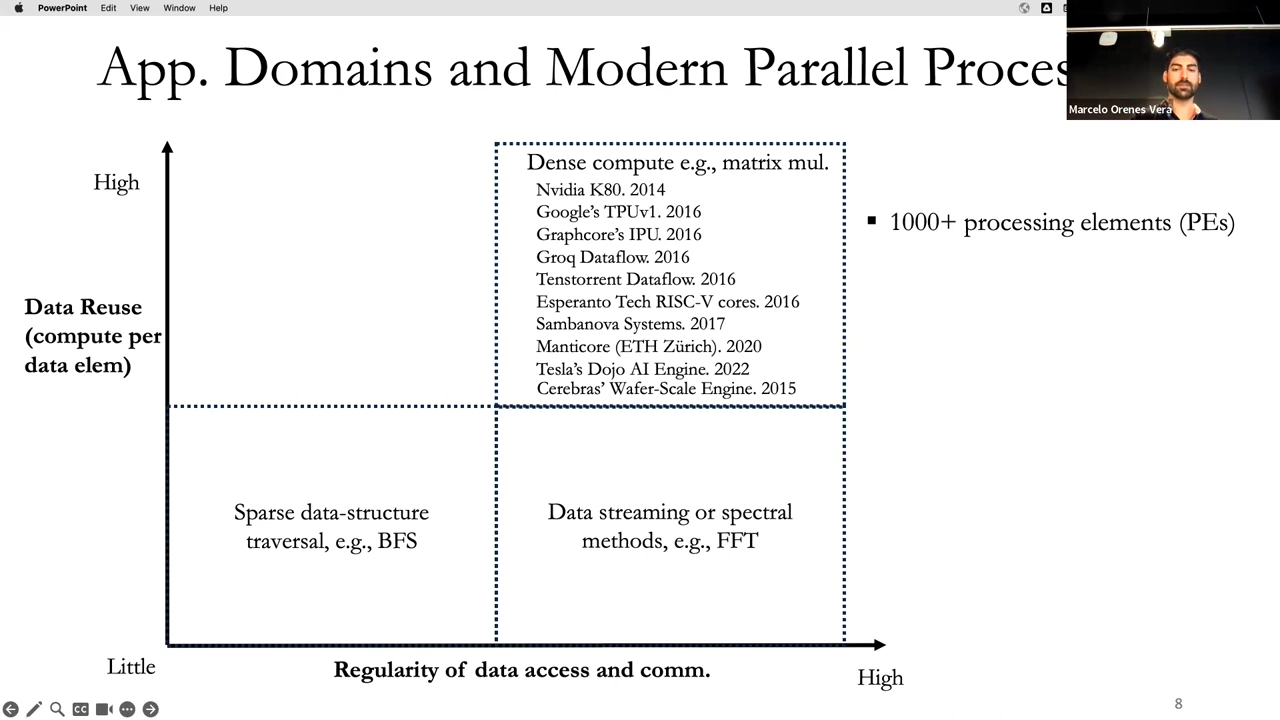 PowerPoint Edit View Window Help
App. Domains and Modern Parallel Proces
Marcelo Orenes Vera
High
Dense compute e.g., matrix mul.
Nvidia K80. 2014
Google's TPUv1. 2016
Graphcore's IPU. 2016
Groq Dataflow. 2016
Tenstorrent Dataflow. 2016
Esperanto Tech RISC-V cores. 2016
Sambanova Systems. 2017
Manticore (ETH Zürich). 2020
Tesla's Dojo AI Engine. 2022
Cerebras' Wafer-Scale Engine. 2015
▪ 1000+ processing elements (PEs)
Data Reuse
(compute per
data elem)
Sparse data-structure
traversal, e.g., BFS
Data streaming or spectral
methods, e.g., FFT
Little
Regularity of data access and comm.
High
CC
8